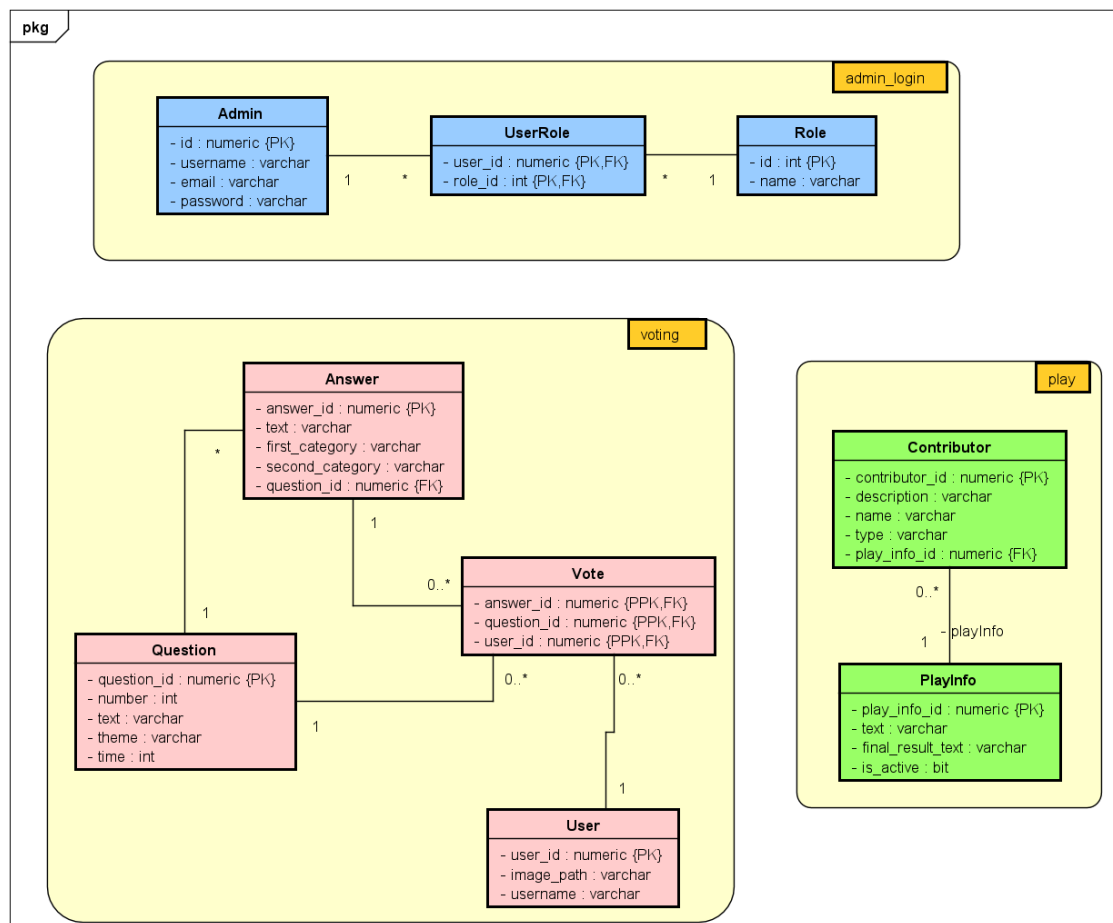 pkg
admin_login
Admin
- id : numeric {PK}
- username : varchar
- email : varchar
- password : varchar
1
*
UserRole
- user_id : numeric {PK,FK}
- role_id : int {PK,FK}
*
1
Role
- id : int {PK}
- name : varchar
voting
Answer
- answer_id : numeric {PK}
- text : varchar
- first_category : varchar
- second_category : varchar
- question_id : numeric {FK}
*
1
1
0..*
Vote
- answer_id : numeric {PPK,FK}
- question_id : numeric {PPK,FK}
- user_id : numeric {PPK,FK}
Question
- question_id : numeric {PK}
- number : int
- text : varchar
- theme : varchar
- time : int
1
0..*
0..*
1
User
- user_id : numeric {PK}
- image_path : varchar
- username : varchar
play
Contributor
- contributor_id : numeric {PK}
- description : varchar
- name : varchar
- type : varchar
- play_info_id : numeric {FK}
0..*
- playInfo
1
PlayInfo
- play_info_id : numeric {PK}
- text : varchar
- final_result_text : varchar
- is_active : bit